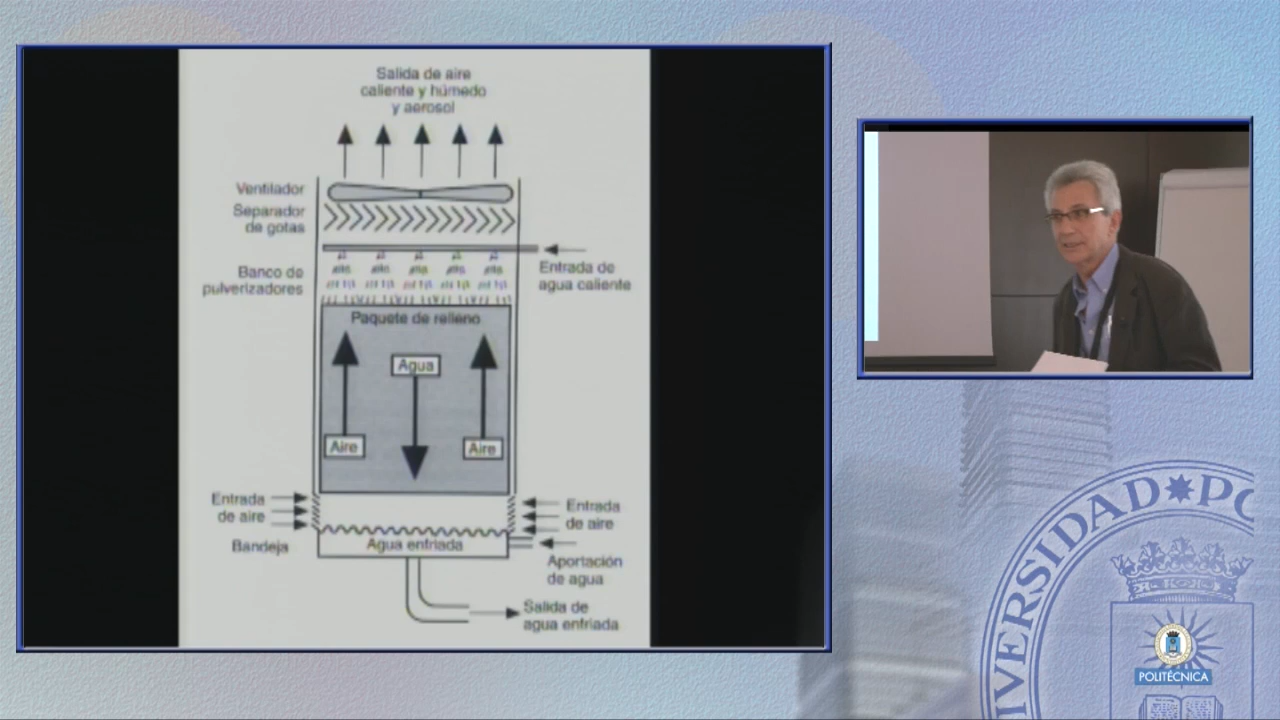 Salida de aire
caliente y húmedo
y aerosol
Ventilador
Separador
de gotas
Entrada de
agua caliente
Banco de
pulverizadores
Paquete de relleno
Agua
Aire
Aire
Entrada
de aire
Entrada
de aire
Bandeja
Agua enfriada
Aportación
de agua
Salida de
agua enfriada
IVERSIDAD PO
POLITÉCNICA